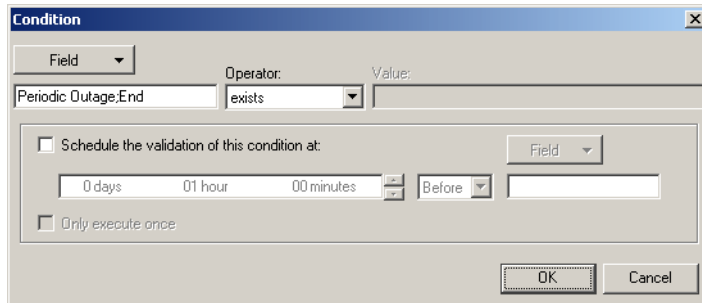 Condition
Field
Operator:
Value:
Periodic Outage;End
exists
Schedule the validation of this condition at:
Field
0 days 01 hour 00 minutes
Before
Only execute once
OK
Cancel